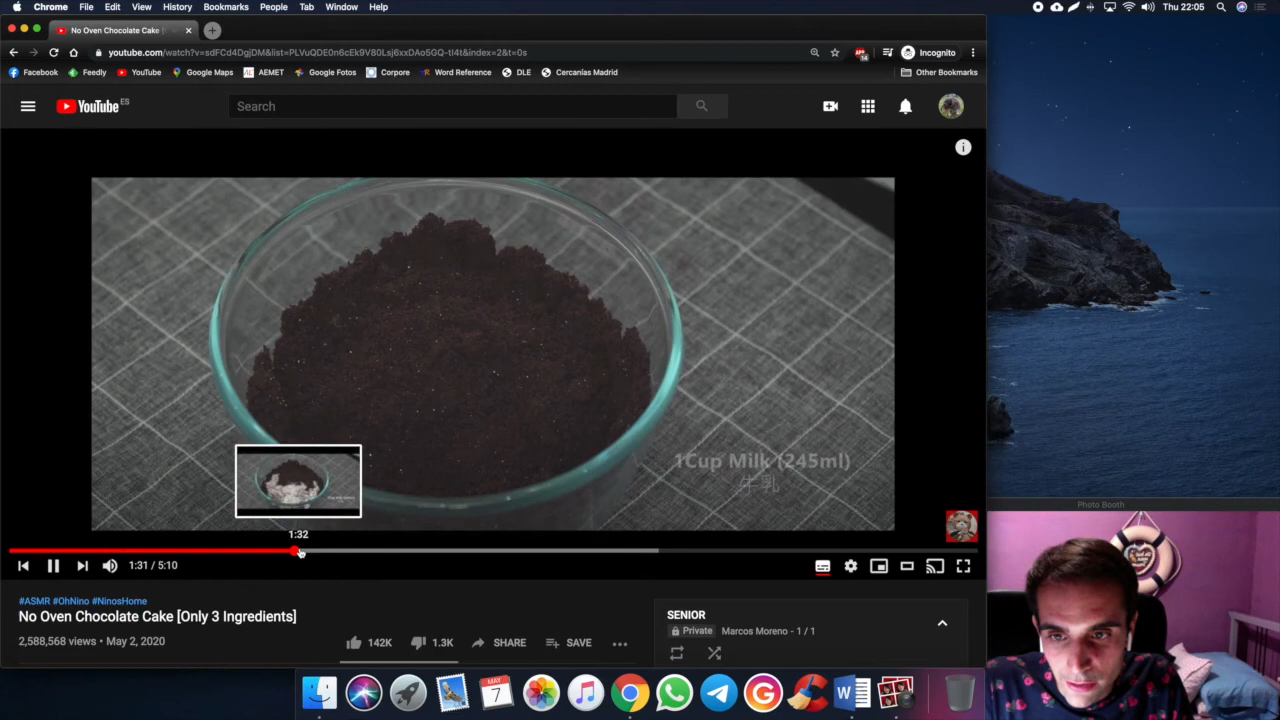 Chrome File Edit View History Bookmarks People Tab Window Help Thu 22:05
No Oven Chocolate Cake
youtube.com/watch?v=sdFCd4DgjDM&list=PLVuQDE0n6cEk9V80Lsj6xxDAo5GQ-tI4t&index=2&t=0s Incognito
Facebook Feedly YouTube Google Maps AEMET Google Fotos Corpore Word Reference DLE Cercanías Madrid Other Bookmarks
YouTube ES Search
1Cup Milk (245ml)
牛乳
Photo Booth
1:32
1:31 / 5:10
#ASMR #OhNino #NinosHome
No Oven Chocolate Cake [Only 3 Ingredients]
2,588,568 views • May 2, 2020 142K 1.3K SHARE SAVE
SENIOR
Private Marcos Moreno - 1 / 1
MAY
7